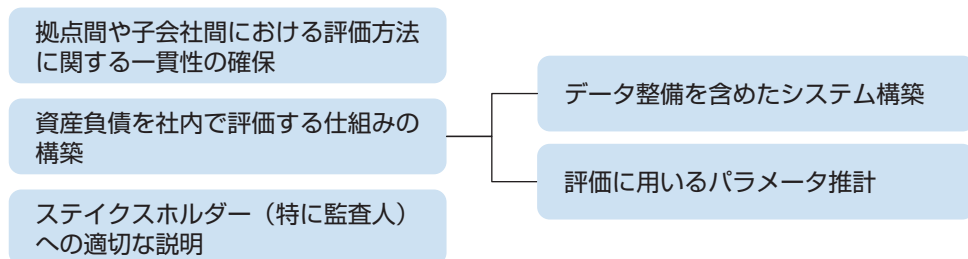 拠点間や子会社間における評価方法
に関する一貫性の確保
資産負債を社内で評価する仕組みの
構築
ステイクスホルダー（特に監査人）
への適切な説明
データ整備を含めたシステム構築
評価に用いるパラメータ推計